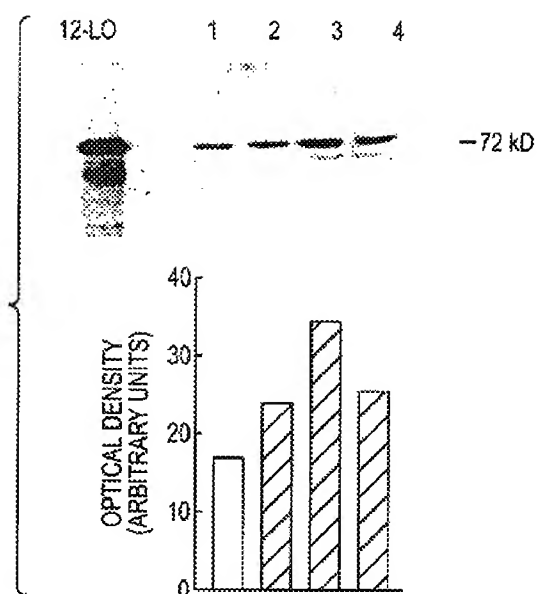 12-LO 1 2 3 4
—72 kD
40
30
20
10
0
OPTICAL DENSITY
(ARBITRARY UNITS)